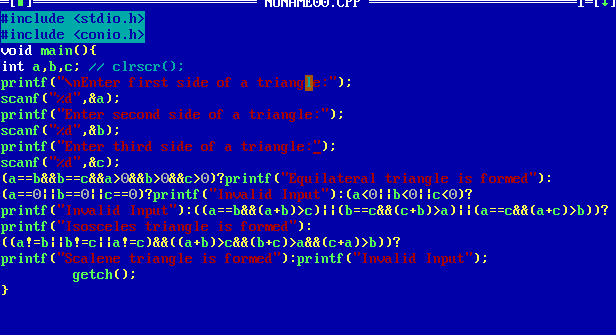 [■] NONAME00.CPP 1=[↓]
#include <stdio.h>
#include <conio.h>
void main(){
int a,b,c; // clrscr();
printf("\nEnter first side of a triangle:");
scanf("%d",&a);
printf("Enter second side of a triangle:");
scanf("%d",&b);
printf("Enter third side of a triangle:");
scanf("%d",&c);
(a==b&&b==c&&a>0&&b>0&&c>0)?printf("Equilateral triangle is formed"):
(a==0||b==0||c==0)?printf("Invalid Input"):(a<0||b<0||c<0)?
printf("Invalid Input"):((a==b&&(a+b)>c)||(b==c&&(c+b)>a)||(a==c&&(a+c)>b))?
printf("Isosceles triangle is formed"):
((a!=b||b!=c||a!=c)&&((a+b)>c&&(b+c)>a&&(c+a)>b))?
printf("Scalene triangle is formed"):printf("Invalid Input");
getch();
}